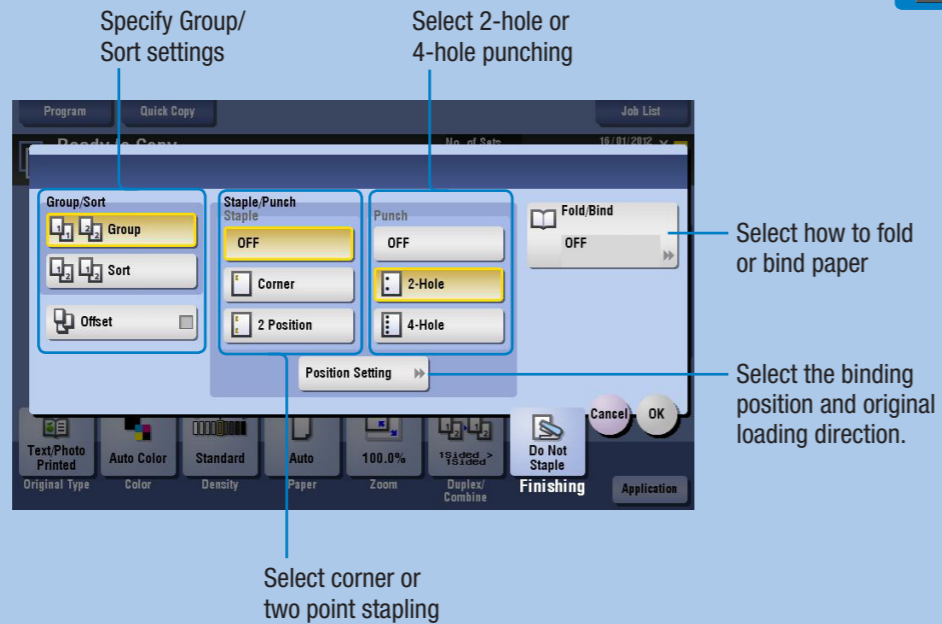 Specify Group/
Sort settings
Select 2-hole or
4-hole punching
Program
Quick Copy
Job List
Ready to Copy
No. of Sets
16/01/2012
Group/Sort
Group
Sort
Offset
Staple/Punch
Staple
OFF
Corner
2 Position
Punch
OFF
2-Hole
4-Hole
Position Setting
Fold/Bind
OFF
Select how to fold
or bind paper
Select the binding
position and original
loading direction.
Cancel
OK
Text/Photo
Printed
Original Type
Auto Color
Color
Standard
Density
Auto
Paper
100.0%
Zoom
1Sided >
1Sided
Duplex/
Combine
Do Not
Staple
Finishing
Application
Select corner or
two point stapling